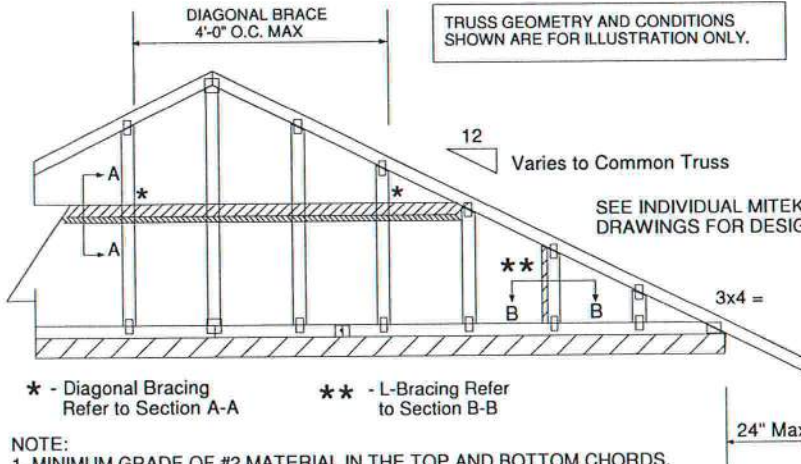 DIAGONAL BRACE
4'-0" O.C. MAX
TRUSS GEOMETRY AND CONDITIONS
SHOWN ARE FOR ILLUSTRATION ONLY.
12
Varies to Common Truss
A
*
*
A
SEE INDIVIDUAL MITEK
DRAWINGS FOR DESIG
**
B
B
3x4 =
* - Diagonal Bracing
Refer to Section A-A
** - L-Bracing Refer
to Section B-B
24" Max
NOTE:
1. MINIMUM GRADE OF #2 MATERIAL IN THE TOP AND BOTTOM CHORDS.